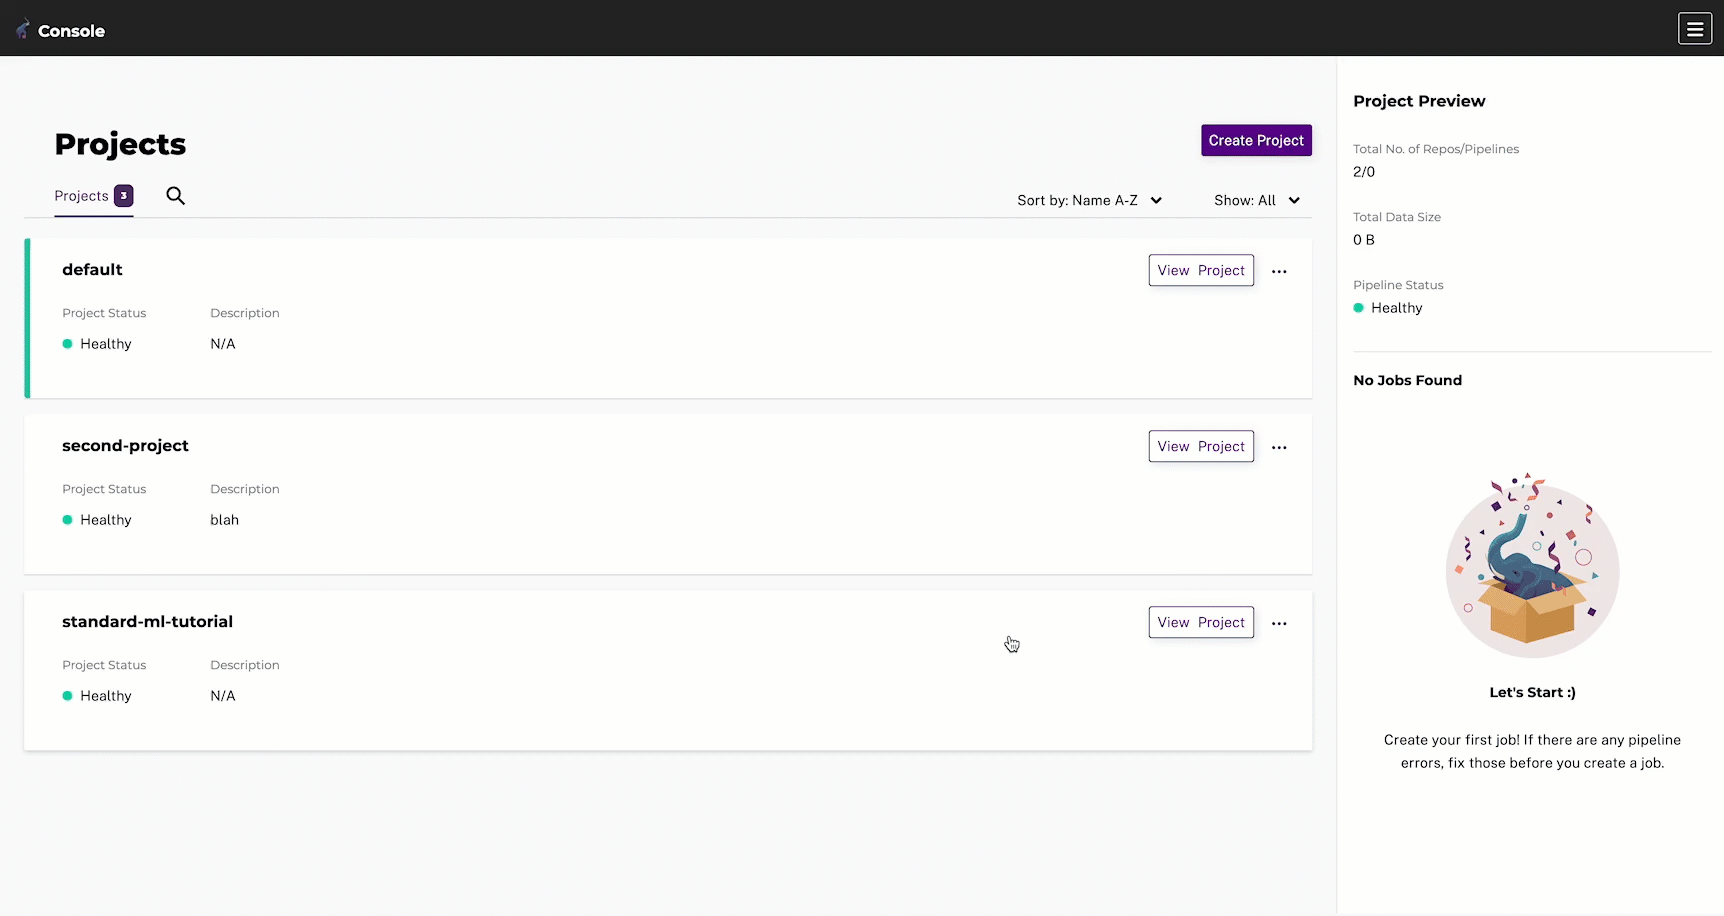 Console
Projects
Create Project
Projects 3
Sort by: Name A-Z
Show: All
default
View Project
Project Status
Description
Healthy
N/A
second-project
View Project
Project Status
Description
Healthy
blah
standard-ml-tutorial
View Project
Project Status
Description
Healthy
N/A
Project Preview
Total No. of Repos/Pipelines
2/0
Total Data Size
0 B
Pipeline Status
Healthy
No Jobs Found
Let's Start :)
Create your first job! If there are any pipeline
errors, fix those before you create a job.